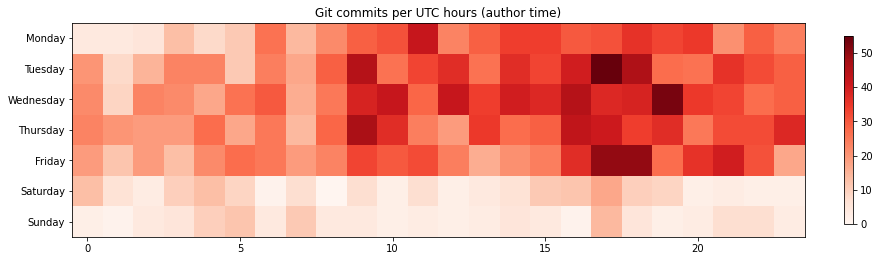 Git commits per UTC hours (author time)
Monday
Tuesday
Wednesday
Thursday
Friday
Saturday
Sunday
0 5 10 15 20
50
40
30
20
10
0